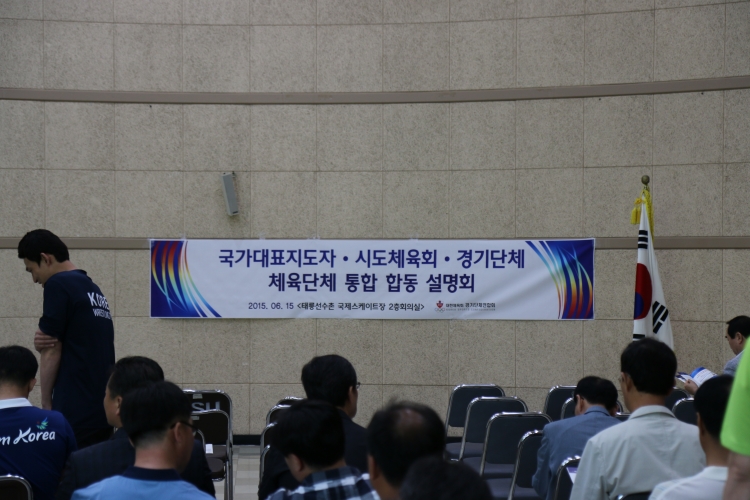 국가대표지도자 · 시도체육회 · 경기단체
체육단체 통합 합동 설명회
2015. 06. 15 <태릉선수촌 국제스케이트장 2층회의실>
KOREA
m Korea